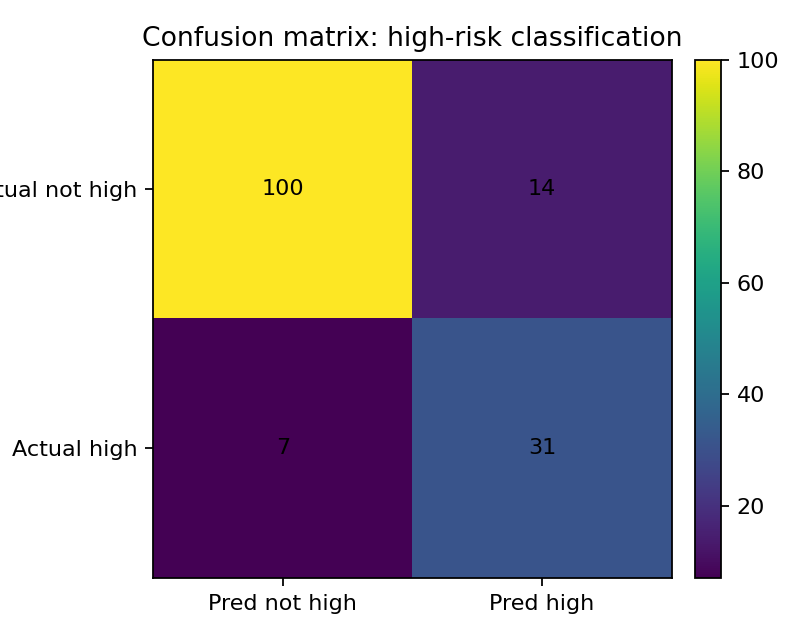 Confusion matrix: high-risk classification
100
tual not high
100
14
80
60
40
Actual high
7
31
20
Pred not high
Pred high